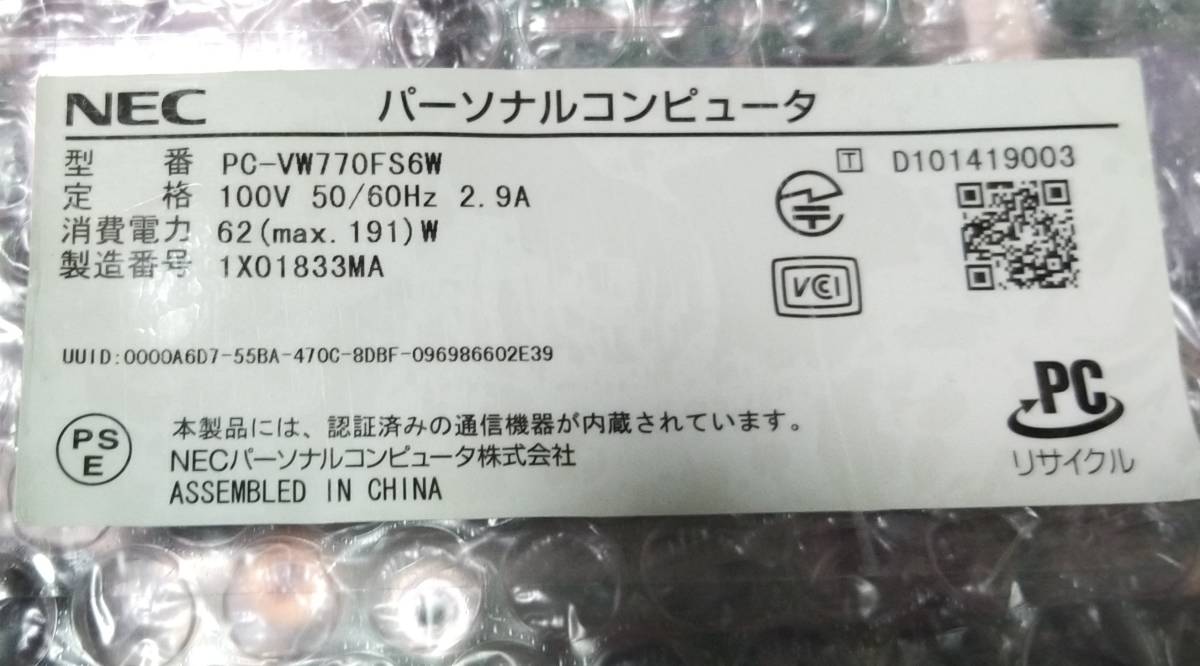 NEC パーソナルコンピュータ
型 番 PC-VW770FS6W
定 格 100V 50/60Hz 2.9A
消費電力 62(max.191)W
製造番号 1X01833MA
T D101419003
VCI
UUID:0000A6D7-55BA-470C-8DBF-096986602E39
PS
E
本製品には、認証済みの通信機器が内蔵されています。
NECパーソナルコンピュータ株式会社
ASSEMBLED IN CHINA
PC
リサイクル